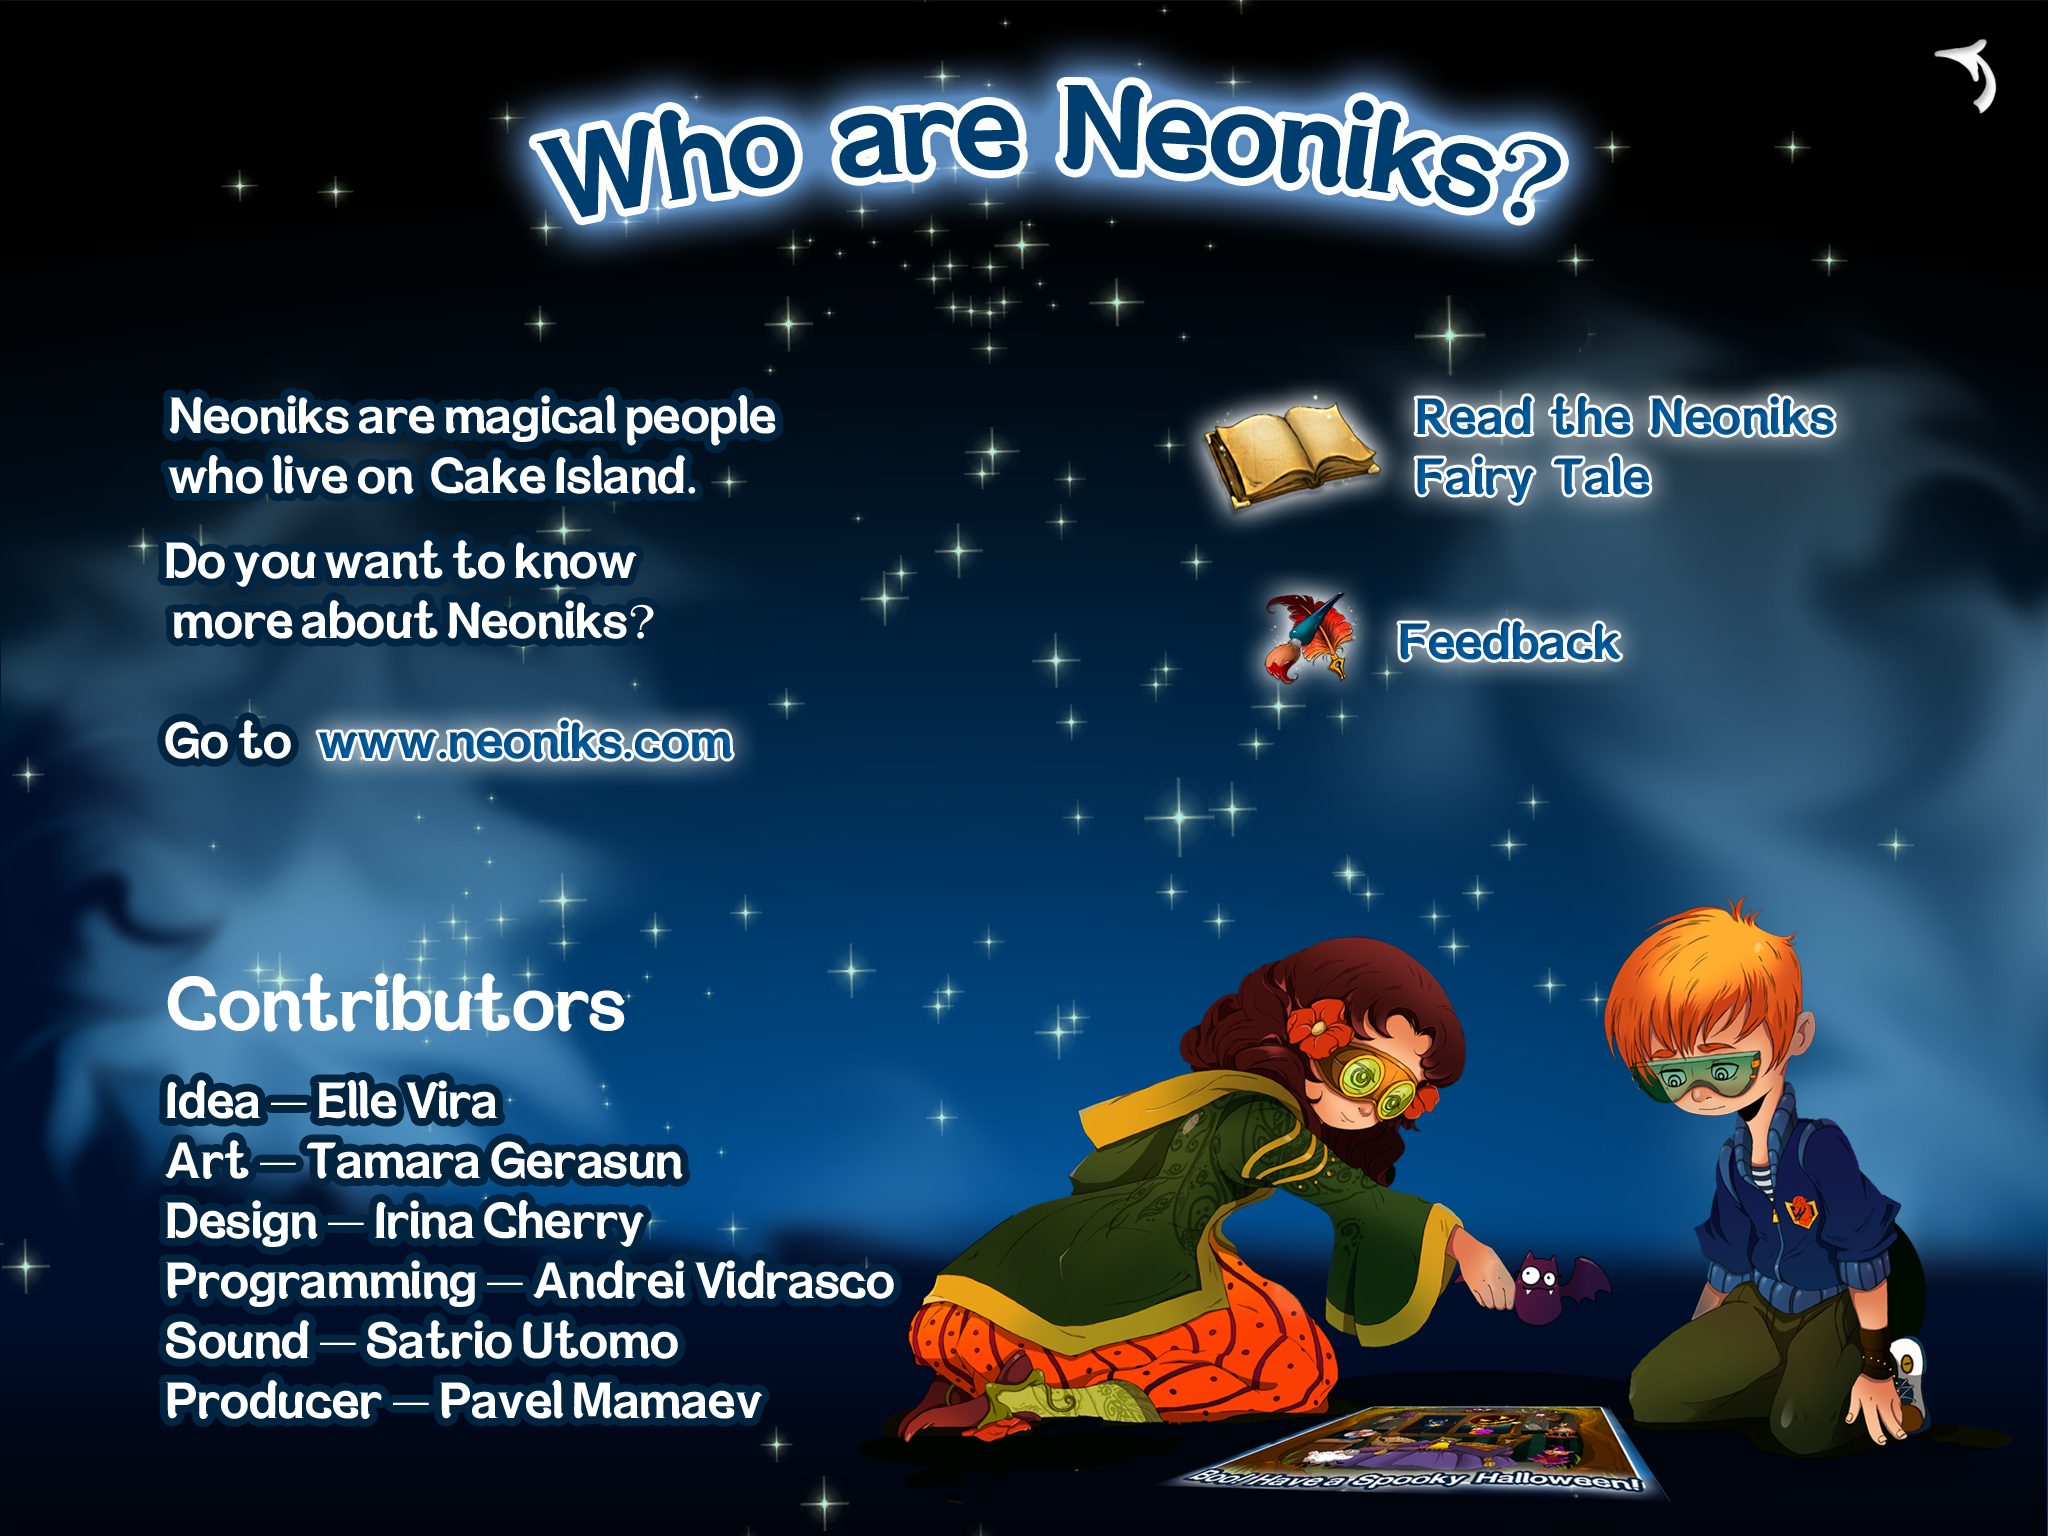 Who are Neoniks?
Neoniks are magical people
who live on Cake Island.
Do you want to know
more about Neoniks?
Go to www.neoniks.com
Read the Neoniks
Fairy Tale
Feedback
Contributors
Idea — Elle Vira
Art — Tamara Gerasun
Design — Irina Cherry
Programming — Andrei Vidrasco
Sound — Satrio Utomo
Producer — Pavel Mamaev
Boo! Have a Spooky Halloween!